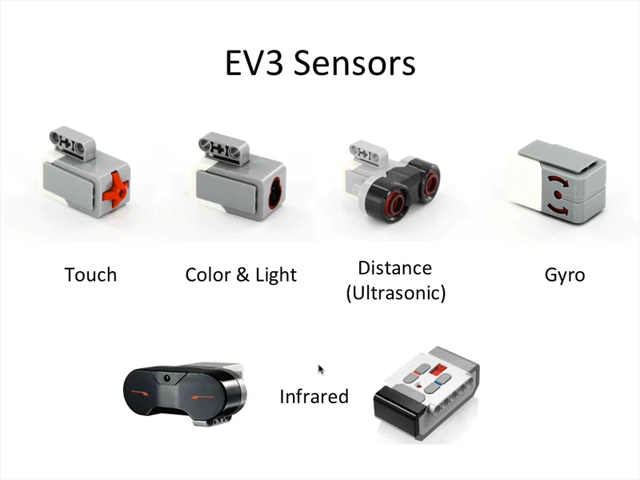 EV3 Sensors
Touch
Color & Light
Distance
(Ultrasonic)
Gyro
Infrared